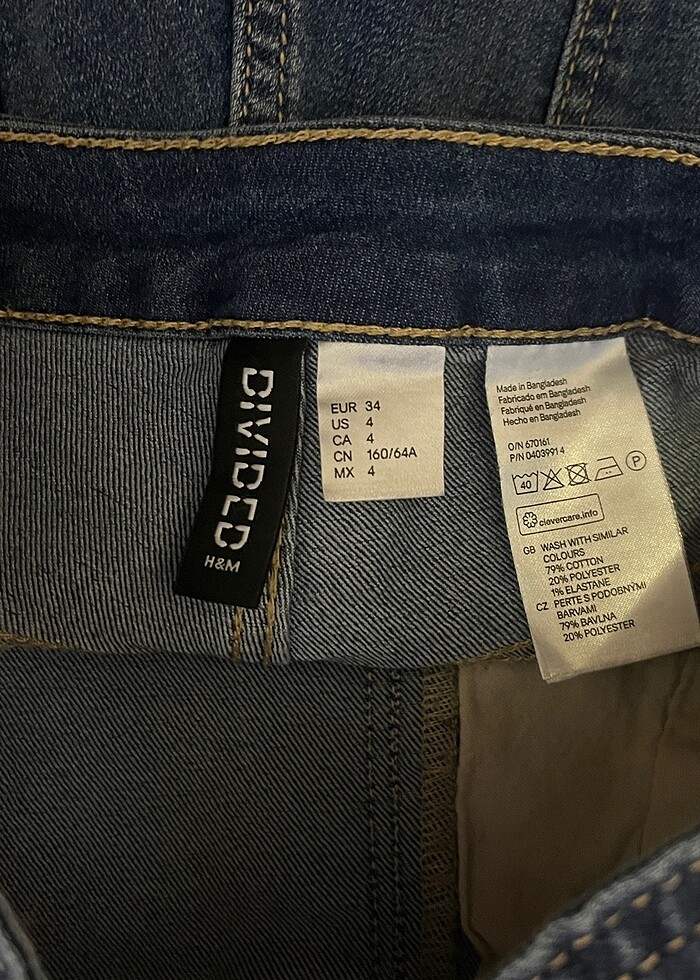 DIVIDED
H&M
EUR 34
US 4
CA 4
CN 160/64A
MX 4
Made in Bangladesh
Fabricado em Bangladesh
Fabriqué en Bangladesh
Hecho en Bangladesh
O/N 670161
P/N 0403991 4
40
P
clevercare.info
GB WASH WITH SIMILAR
COLOURS
79% COTTON
20% POLYESTER
1% ELASTANE
CZ PERTE S PODOBNÝMI
BARVAMI
79% BAVLNA
20% POLYESTER